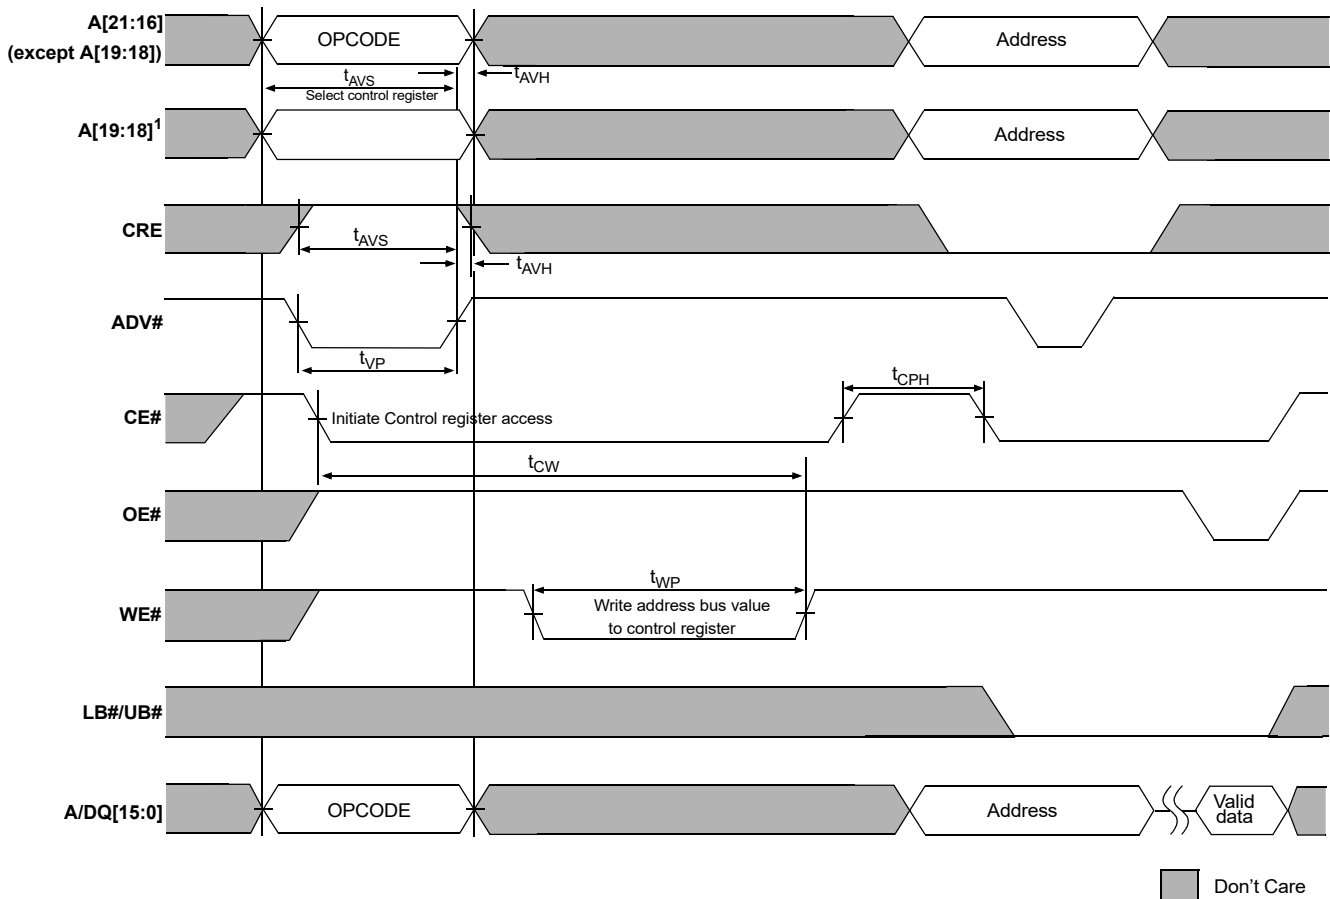 A[21:16]
(except A[19:18])
OPCODE
Address
tAVS
tAVH
Select control register
A[19:18]1
Address
CRE
tAVS
tAVH
ADV#
tVP
tCPH
CE#
Initiate Control register access
tCW
OE#
tWP
WE#
Write address bus value
to control register
LB#/UB#
A/DQ[15:0]
OPCODE
Address
Valid
data
Don't Care